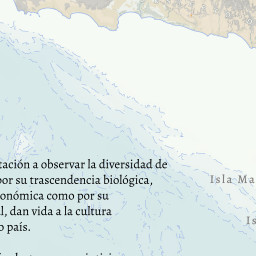 tación a observar la diversidad de
por su trascendencia biológica,
Isla Ma
onómica como por su
l, dan vida a la cultura
Is
o país.